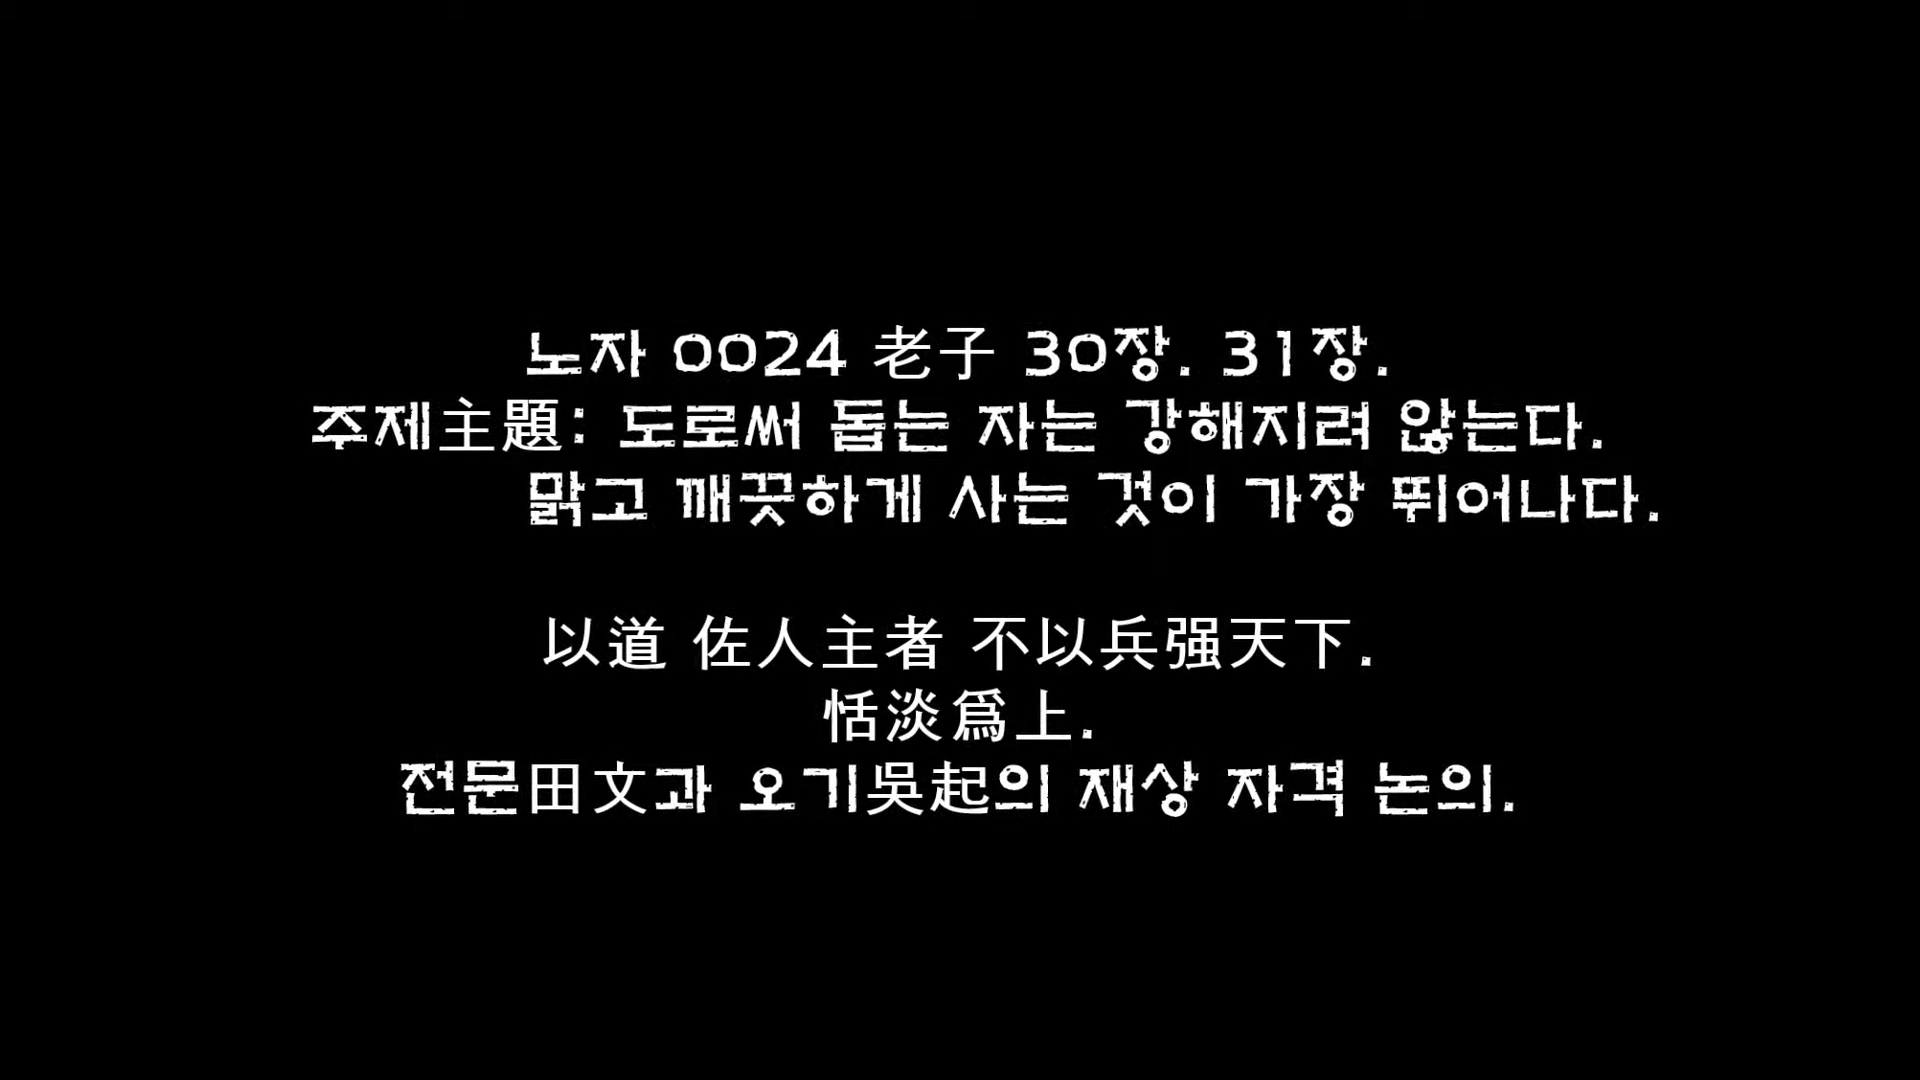 노자 0024 老子 30장. 31장.
주제主題: 도로써 돕는 자는 강해지려 않는다.
맑고 깨끗하게 사는 것이 가장 뛰어나다.
以道 佐人主者 不以兵强天下.
恬淡爲上.
전문田文과 오기吳起의 재상 자격 논의.